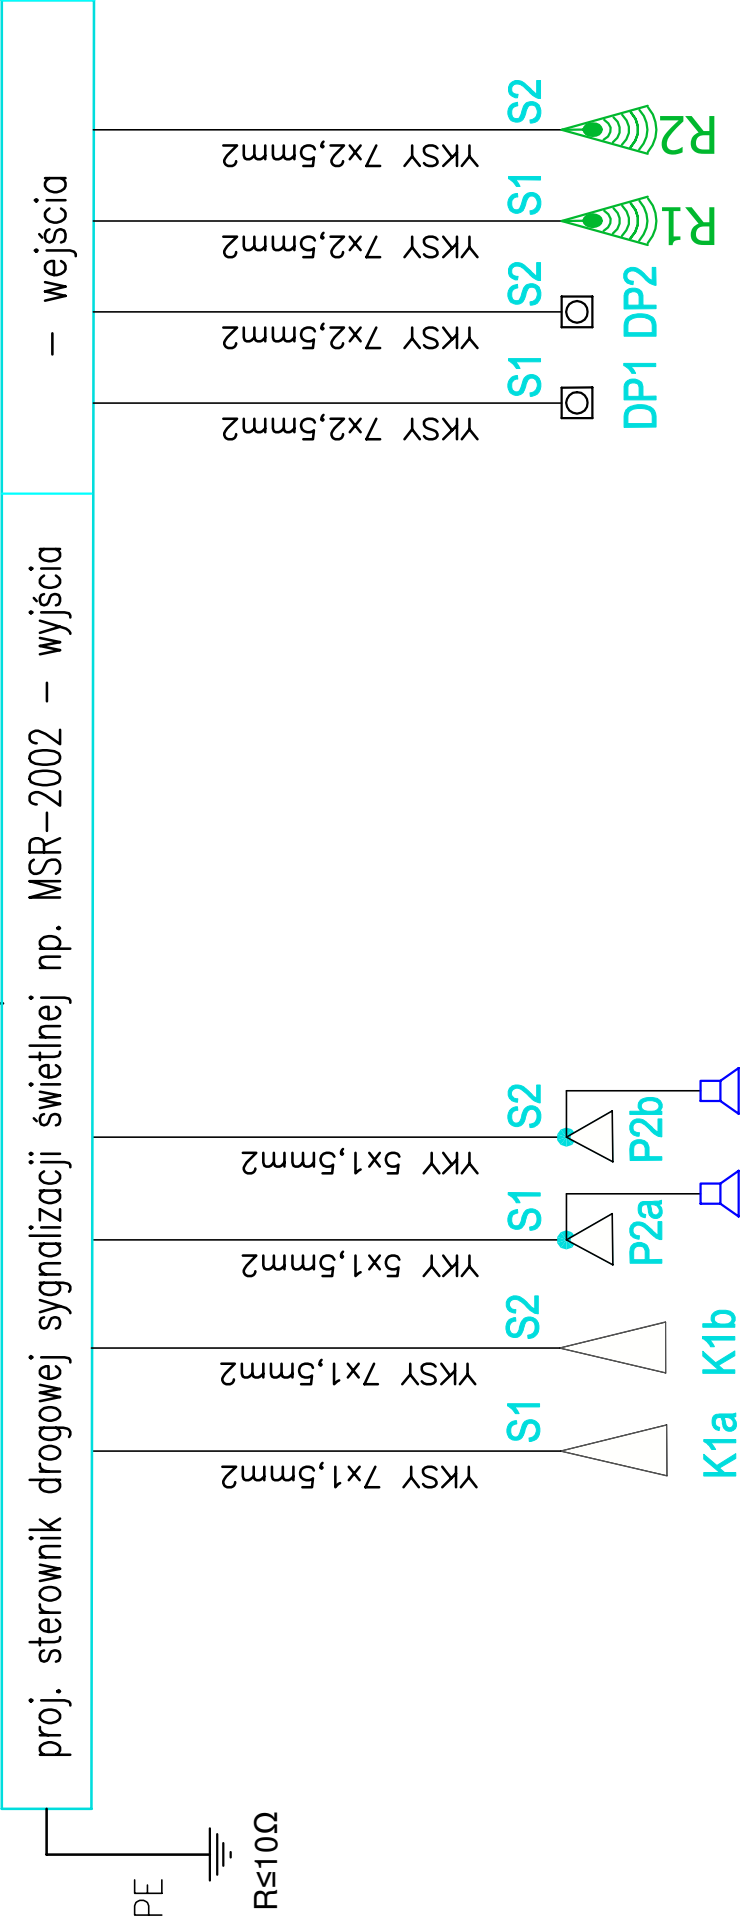 proj. sterownik drogowej sygnalizacji świetlnej np. MSR-2002 - wyjścia
- wejścia
PE
R≤10Ω
YKSY 7x1,5mm2
S1
K1a
YKSY 7x1,5mm2
S2
K1b
YKY 5x1,5mm2
S1
P2a
YKY 5x1,5mm2
S2
P2b
YKSY 7x2,5mm2
S1
DP1
YKSY 7x2,5mm2
S2
DP2
YKSY 7x2,5mm2
S1
R1
YKSY 7x2,5mm2
S2
R2